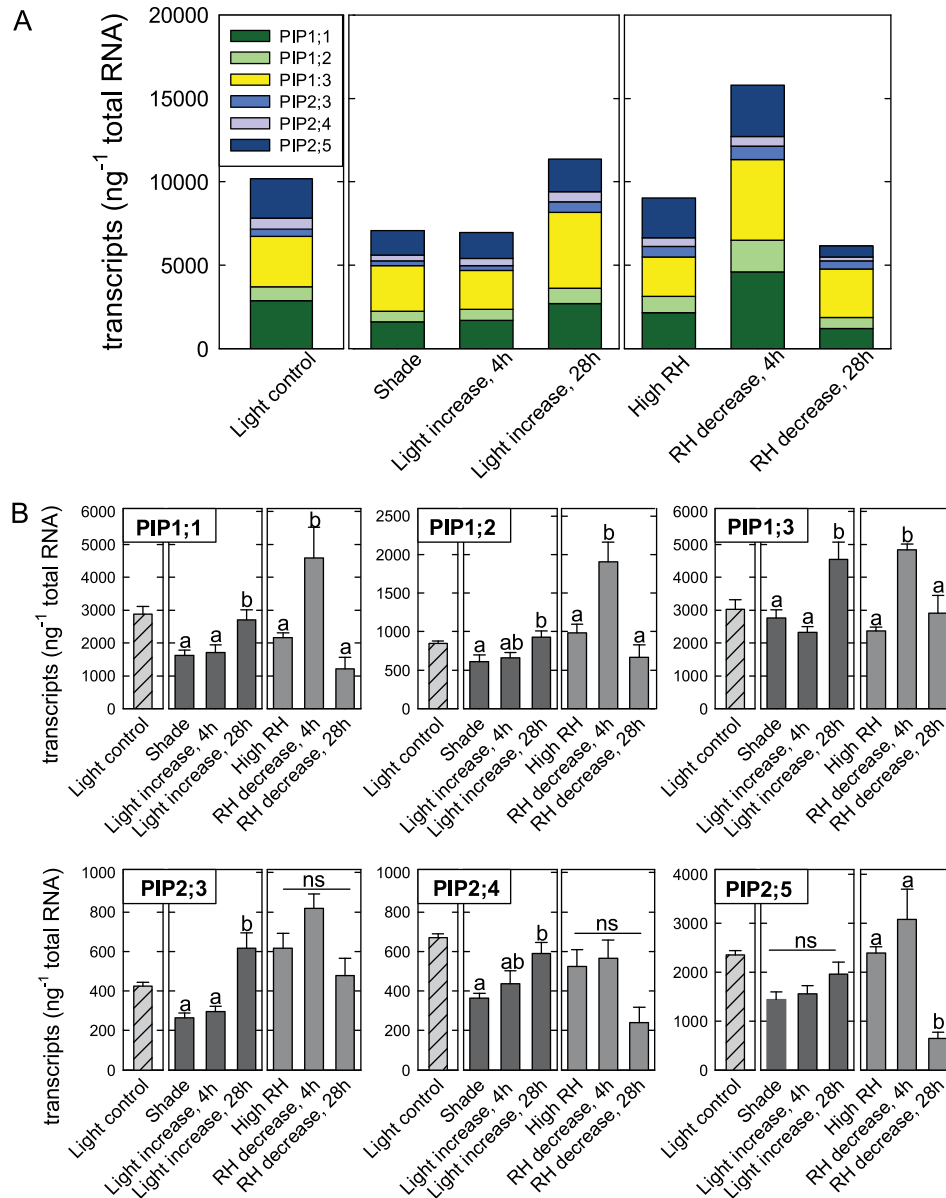 A
transcripts (ng⁻¹ total RNA)
20000
15000
10000
5000
0
PIP1;1
PIP1;2
PIP1:3
PIP2;3
PIP2;4
PIP2;5
Light control
Shade
Light increase, 4h
Light increase, 28h
High RH
RH decrease, 4h
RH decrease, 28h
B
transcripts (ng⁻¹ total RNA)
6000
5000
4000
3000
2000
1000
0
PIP1;1
a
a
b
a
b
a
Light control
Shade
Light increase, 4h
Light increase, 28h
High RH
RH decrease, 4h
RH decrease, 28h
2500
2000
1500
1000
500
0
PIP1;2
a
ab
b
a
b
a
Light control
Shade
Light increase, 4h
Light increase, 28h
High RH
RH decrease, 4h
RH decrease, 28h
6000
5000
4000
3000
2000
1000
0
PIP1;3
a
a
b
a
b
a
Light control
Shade
Light increase, 4h
Light increase, 28h
High RH
RH decrease, 4h
RH decrease, 28h
transcripts (ng⁻¹ total RNA)
1000
800
600
400
200
0
PIP2;3
a
a
b
ns
Light control
Shade
Light increase, 4h
Light increase, 28h
High RH
RH decrease, 4h
RH decrease, 28h
1000
800
600
400
200
0
PIP2;4
a
ab
b
ns
Light control
Shade
Light increase, 4h
Light increase, 28h
High RH
RH decrease, 4h
RH decrease, 28h
4000
3000
2000
1000
0
PIP2;5
ns
a
a
b
Light control
Shade
Light increase, 4h
Light increase, 28h
High RH
RH decrease, 4h
RH decrease, 28h